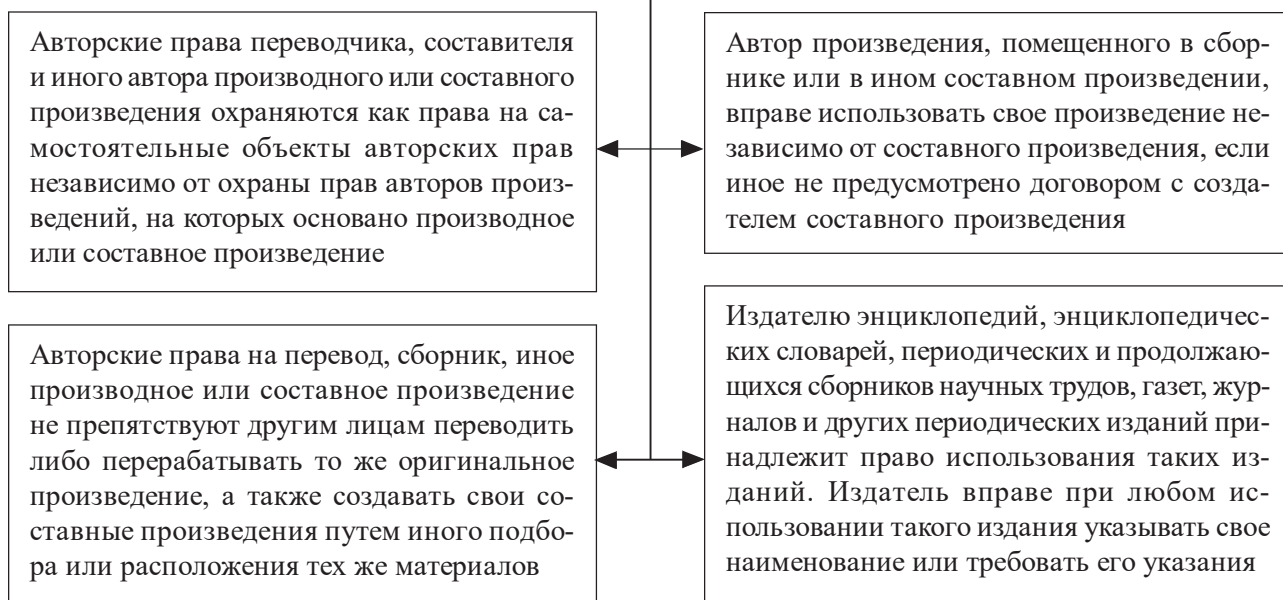 Авторские права переводчика, составителя
и иного автора производного или составного
произведения охраняются как права на са-
мостоятельные объекты авторских прав
независимо от охраны прав авторов произ-
ведений, на которых основано производное
или составное произведение
Автор произведения, помещенного в сбор-
нике или в ином составном произведении,
вправе использовать свое произведение не-
зависимо от составного произведения, если
иное не предусмотрено договором с созда-
телем составного произведения
Авторские права на перевод, сборник, иное
производное или составное произведение
не препятствуют другим лицам переводить
либо перерабатывать то же оригинальное
произведение, а также создавать свои со-
ставные произведения путем иного подбо-
ра или расположения тех же материалов
Издателю энциклопедий, энциклопедичес-
ких словарей, периодических и продолжаю-
щихся сборников научных трудов, газет, жур-
налов и других периодических изданий при-
надлежит право использования таких из-
даний. Издатель вправе при любом ис-
пользовании такого издания указывать свое
наименование или требовать его указания